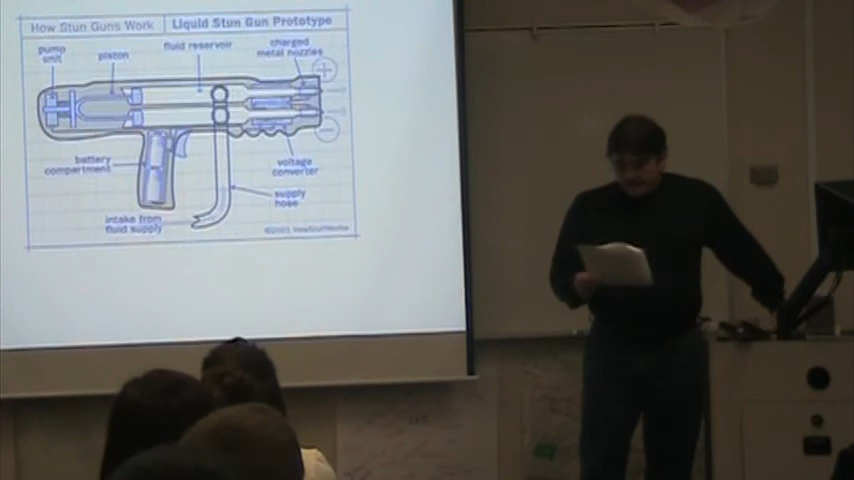 How Stun Guns Work
Liquid Stun Gun Prototype
pump
unit
piston
fluid reservoir
charged
metal nozzles
+
−
battery
compartment
voltage
converter
supply
hose
intake from
fluid supply
©2001 HowStuffWorks